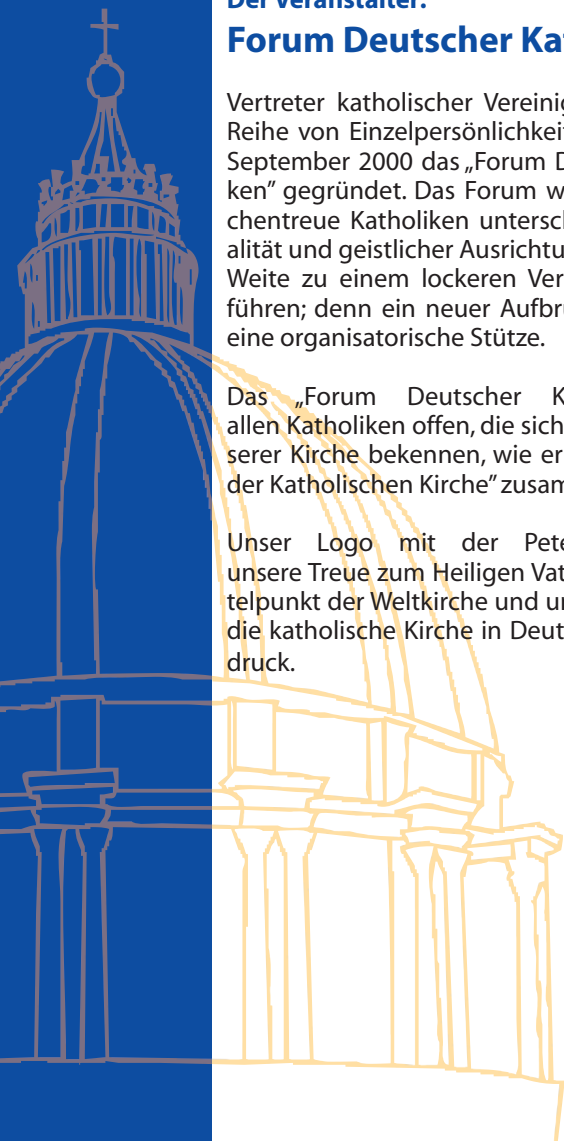 Der Veranstalter:
Forum Deutscher Ka
Vertreter katholischer Vereinig
Reihe von Einzelpersönlichkeit
September 2000 das „Forum D
ken” gegründet. Das Forum w
chentreue Katholiken untersch
alität und geistlicher Ausrichtu
Weite zu einem lockeren Ver
führen; denn ein neuer Aufbru
eine organisatorische Stütze.
Das „Forum Deutscher K
allen Katholiken offen, die sich
serer Kirche bekennen, wie er
der Katholischen Kirche” zusam
Unser Logo mit der Pete
unsere Treue zum Heiligen Vat
telpunkt der Weltkirche und un
die katholische Kirche in Deut
druck.